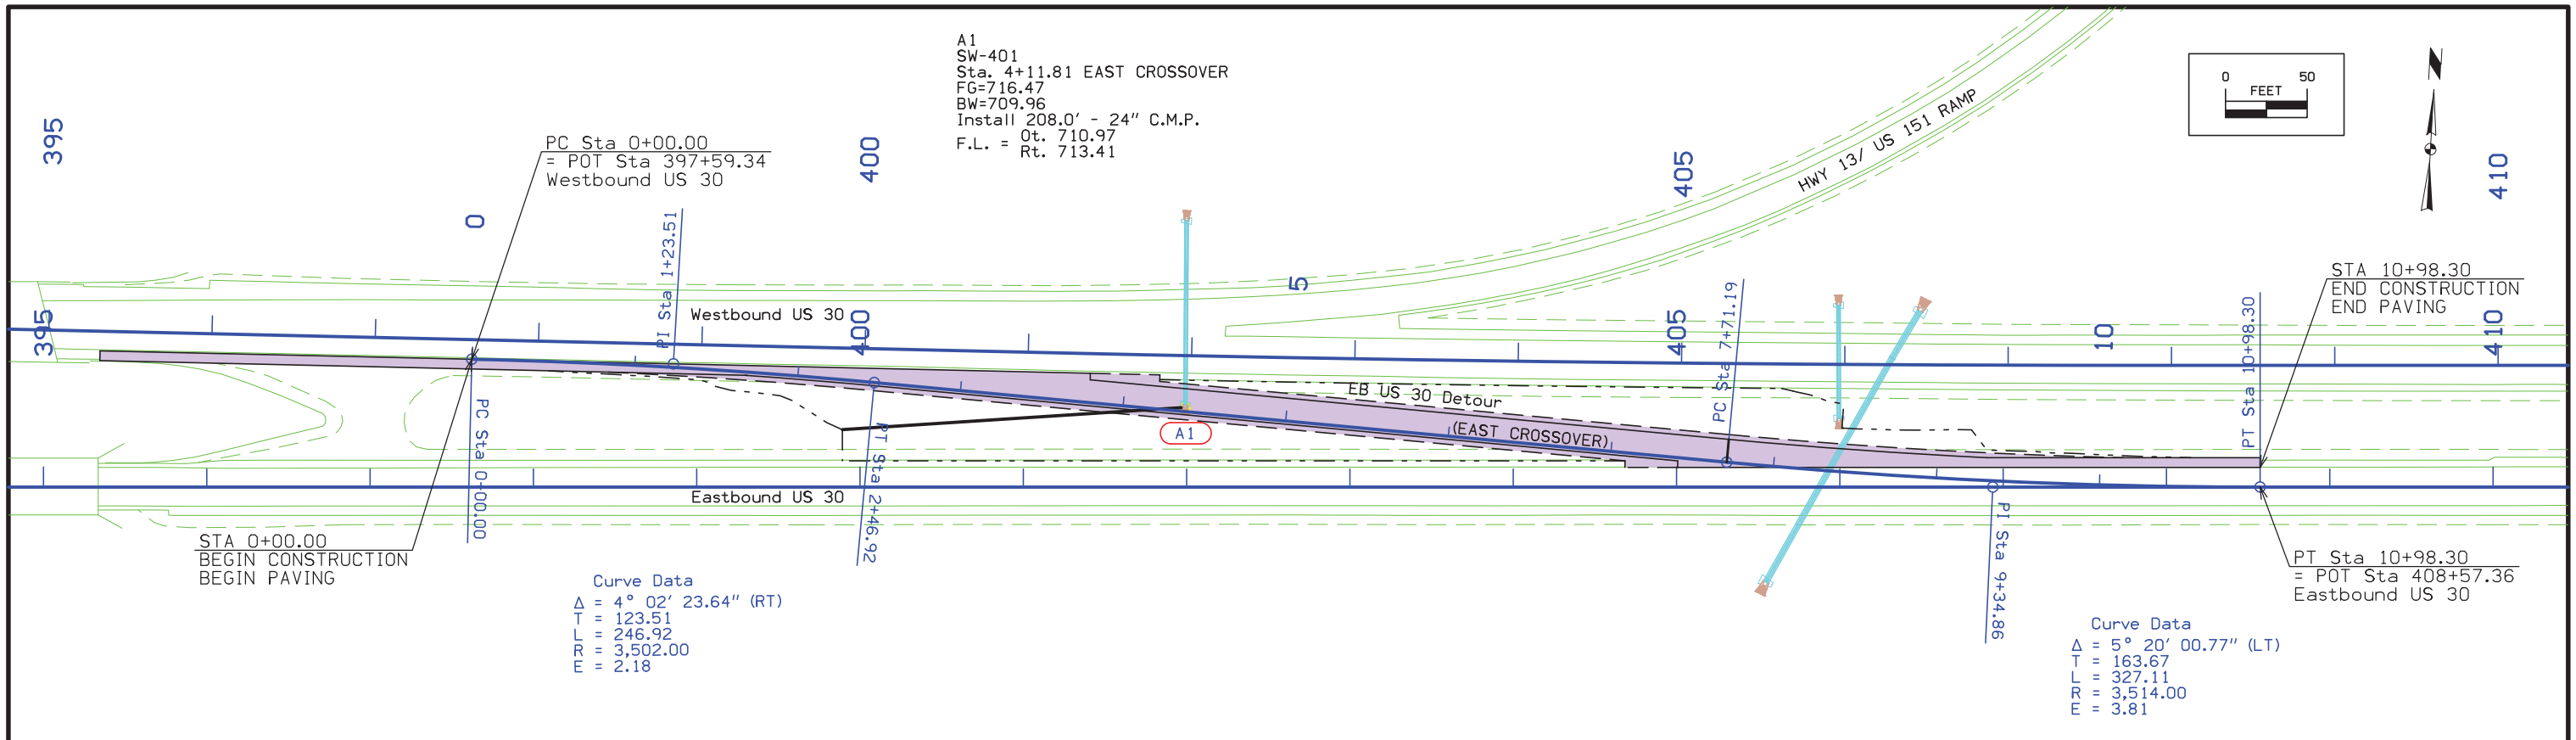 A1
SW-401
Sta. 4+11.81 EAST CROSSOVER
FG=716.47
BW=709.96
Install 208.0' - 24" C.M.P.
F.L. = Ot. 710.97
Rt. 713.41
0 50
FEET
N
HWY 13/ US 151 RAMP
395
400
405
410
PC Sta 0+00.00
= POT Sta 397+59.34
Westbound US 30
0
PI Sta 1+23.51
5
PC Sta 7+71.19
10
PT Sta 10+98.30
STA 10+98.30
END CONSTRUCTION
END PAVING
395
Westbound US 30
400
405
410
EB US 30 Detour
(EAST CROSSOVER)
A1
PC Sta 0+00.00
PT Sta 2+46.92
Eastbound US 30
PI Sta 9+34.86
STA 0+00.00
BEGIN CONSTRUCTION
BEGIN PAVING
PT Sta 10+98.30
= POT Sta 408+57.36
Eastbound US 30
Curve Data
Δ = 4° 02' 23.64" (RT)
T = 123.51
L = 246.92
R = 3,502.00
E = 2.18
Curve Data
Δ = 5° 20' 00.77" (LT)
T = 163.67
L = 327.11
R = 3,514.00
E = 3.81